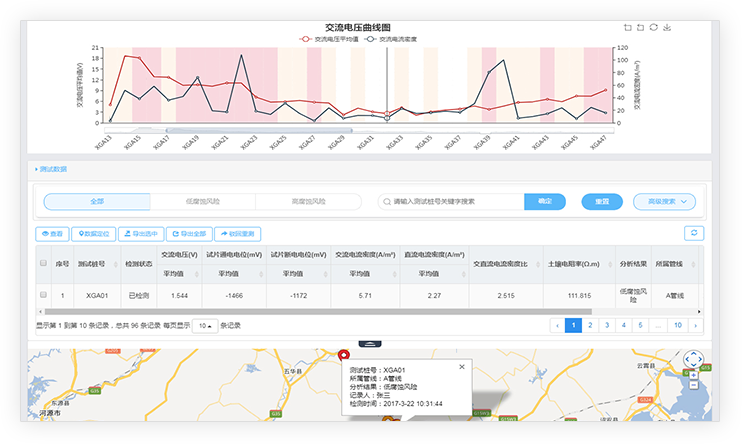 交流电压曲线图
交流电压平均值 交流电流密度
交流电压平均值(V)
21
18
15
12
9
6
3
0
120
100
80
60
40
20
0
交流电流密度(A/m²)
XGA13 XGA15 XGA17 XGA19 XGA21 XGA23 XGA25 XGA27 XGA29 XGA31 XGA33 XGA35 XGA37 XGA39 XGA41 XGA43 XGA45 XGA47
测试数据
全部 低腐蚀风险 高腐蚀风险 请输入测试桩号关键字搜索 确定 重置 高级搜索
查看 数据定位 导出选中 导出全部 收回重测
序号 测试桩号 检测状态 交流电压(V) 试片通电电位(mV) 试片断电电位(mV) 交流电流密度(A/m²) 直流电流密度(A/m²) 交直流电流密度比 土壤电阻率(Ω.m) 分析结果 所属管线
平均值 平均值 平均值 平均值 平均值
1 XGA01 已检测 1.544 -1466 -1172 5.71 2.27 2.515 111.815 低腐蚀风险 A管线
显示第 1 到第 10 条记录，总共 96 条记录 每页显示 10 条记录
‹ 1 2 3 4 5 ... 10 ›
测试桩号：XGA01
所属管线：A管线
分析结果：低腐蚀风险
记录人：张三
检测时间：2017-3-22 10:31:44
五华县
东源县
河源市
云霄县